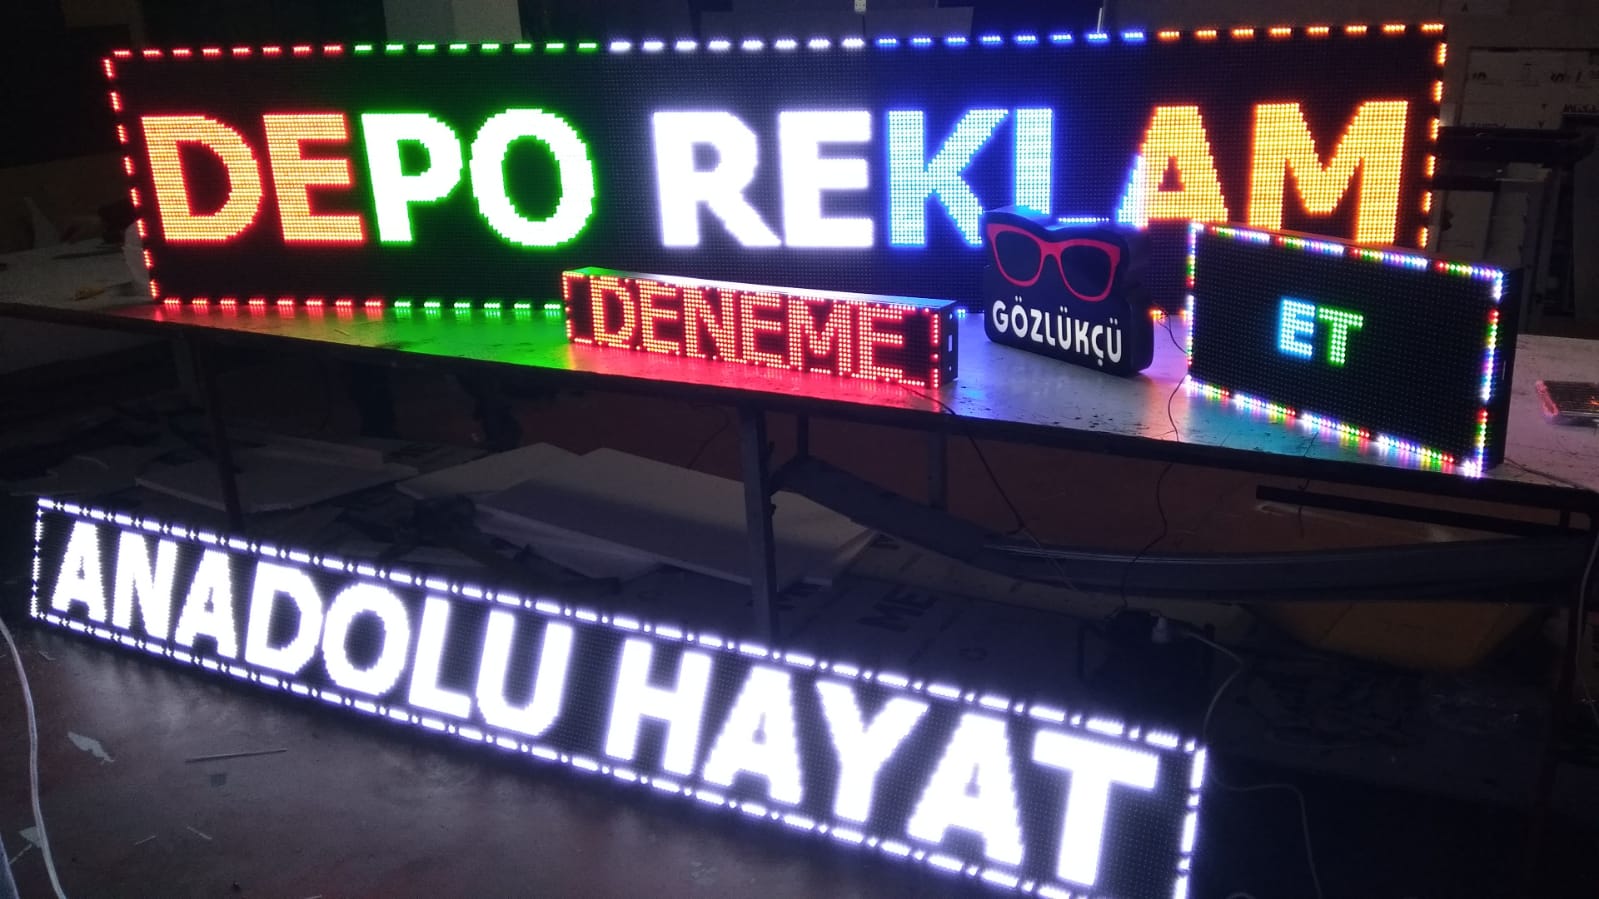 DEPO REKLAM
DENEME
GÖZLÜKÇÜ
ET
ANADOLU HAYAT